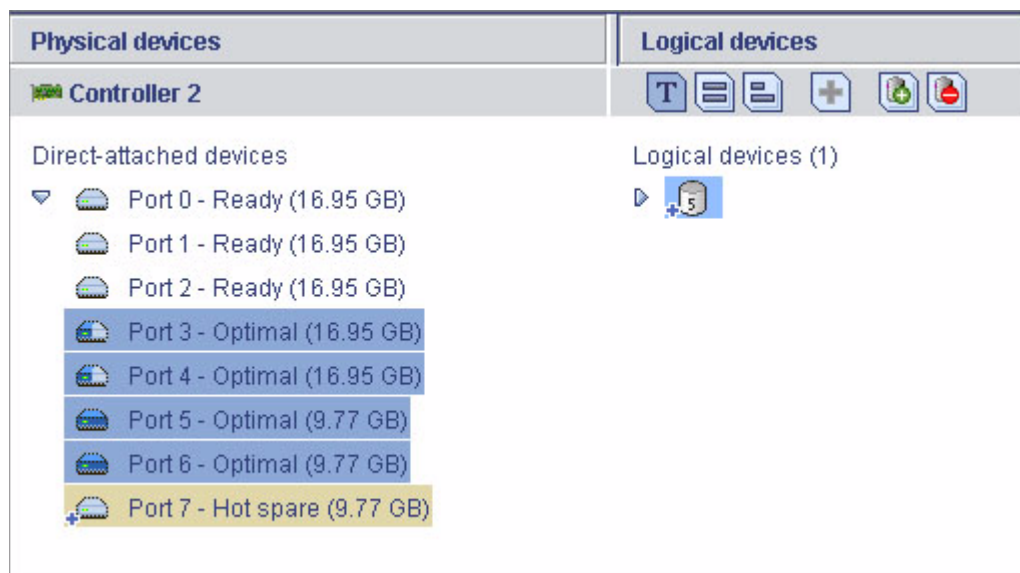 Physical devices
Logical devices
Controller 2
T
Direct-attached devices
Logical devices (1)
Port 0 - Ready (16.95 GB)
5
Port 1 - Ready (16.95 GB)
Port 2 - Ready (16.95 GB)
Port 3 - Optimal (16.95 GB)
Port 4 - Optimal (16.95 GB)
Port 5 - Optimal (9.77 GB)
Port 6 - Optimal (9.77 GB)
Port 7 - Hot spare (9.77 GB)